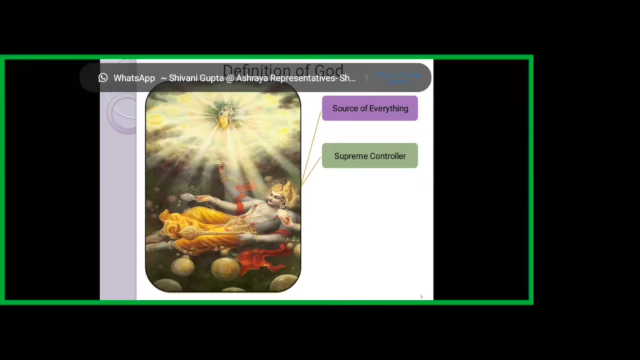 Definition of God
WhatsApp ~ Shivani Gupta @ Ashraya Representatives- Sh...
Source of Everything
Supreme Controller